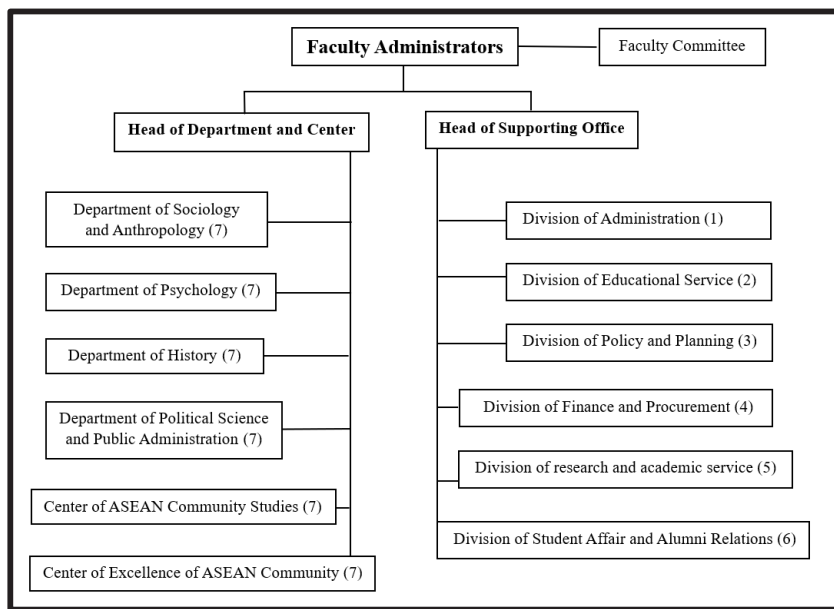 Faculty Administrators
Faculty Committee
Head of Department and Center
Head of Supporting Office
Department of Sociology
and Anthropology (7)
Department of Psychology (7)
Department of History (7)
Department of Political Science
and Public Administration (7)
Center of ASEAN Community Studies (7)
Center of Excellence of ASEAN Community (7)
Division of Administration (1)
Division of Educational Service (2)
Division of Policy and Planning (3)
Division of Finance and Procurement (4)
Division of research and academic service (5)
Division of Student Affair and Alumni Relations (6)